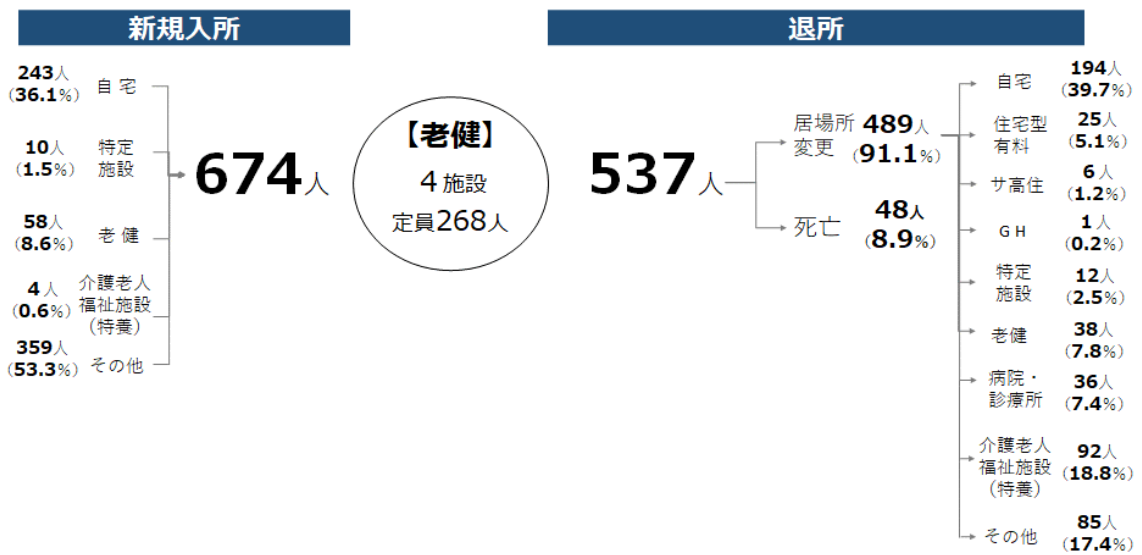 新規入所
243人
(36.1%)
自宅
10人
(1.5%)
特定
施設
58人
(8.6%)
老健
4人
(0.6%)
介護老人
福祉施設
(特養)
359人
(53.3%)
その他
674人
【老健】
4施設
定員268人
退所
537人
居場所
変更
489人
(91.1%)
死亡
48人
(8.9%)
自宅
194人
(39.7%)
住宅型
有料
25人
(5.1%)
サ高住
6人
(1.2%)
GH
1人
(0.2%)
特定
施設
12人
(2.5%)
老健
38人
(7.8%)
病院・
診療所
36人
(7.4%)
介護老人
福祉施設
(特養)
92人
(18.8%)
その他
85人
(17.4%)